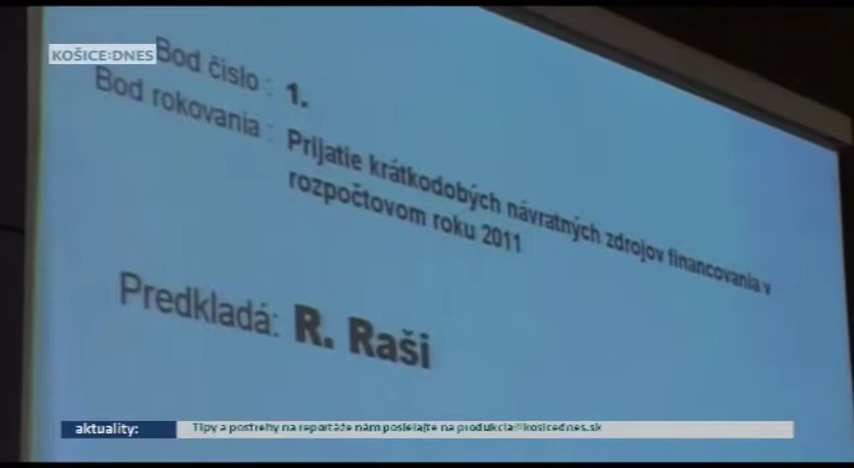 KOŠICE:DNES
Bod číslo : 1.
Bod rokovania : Prijatie krátkodobých návratných zdrojov financovania v
rozpočtovom roku 2011
Predkladá: R. Raši
aktuality: Tipy a postrehy na reportáže nám posielajte na produkcia@kosicednes.sk